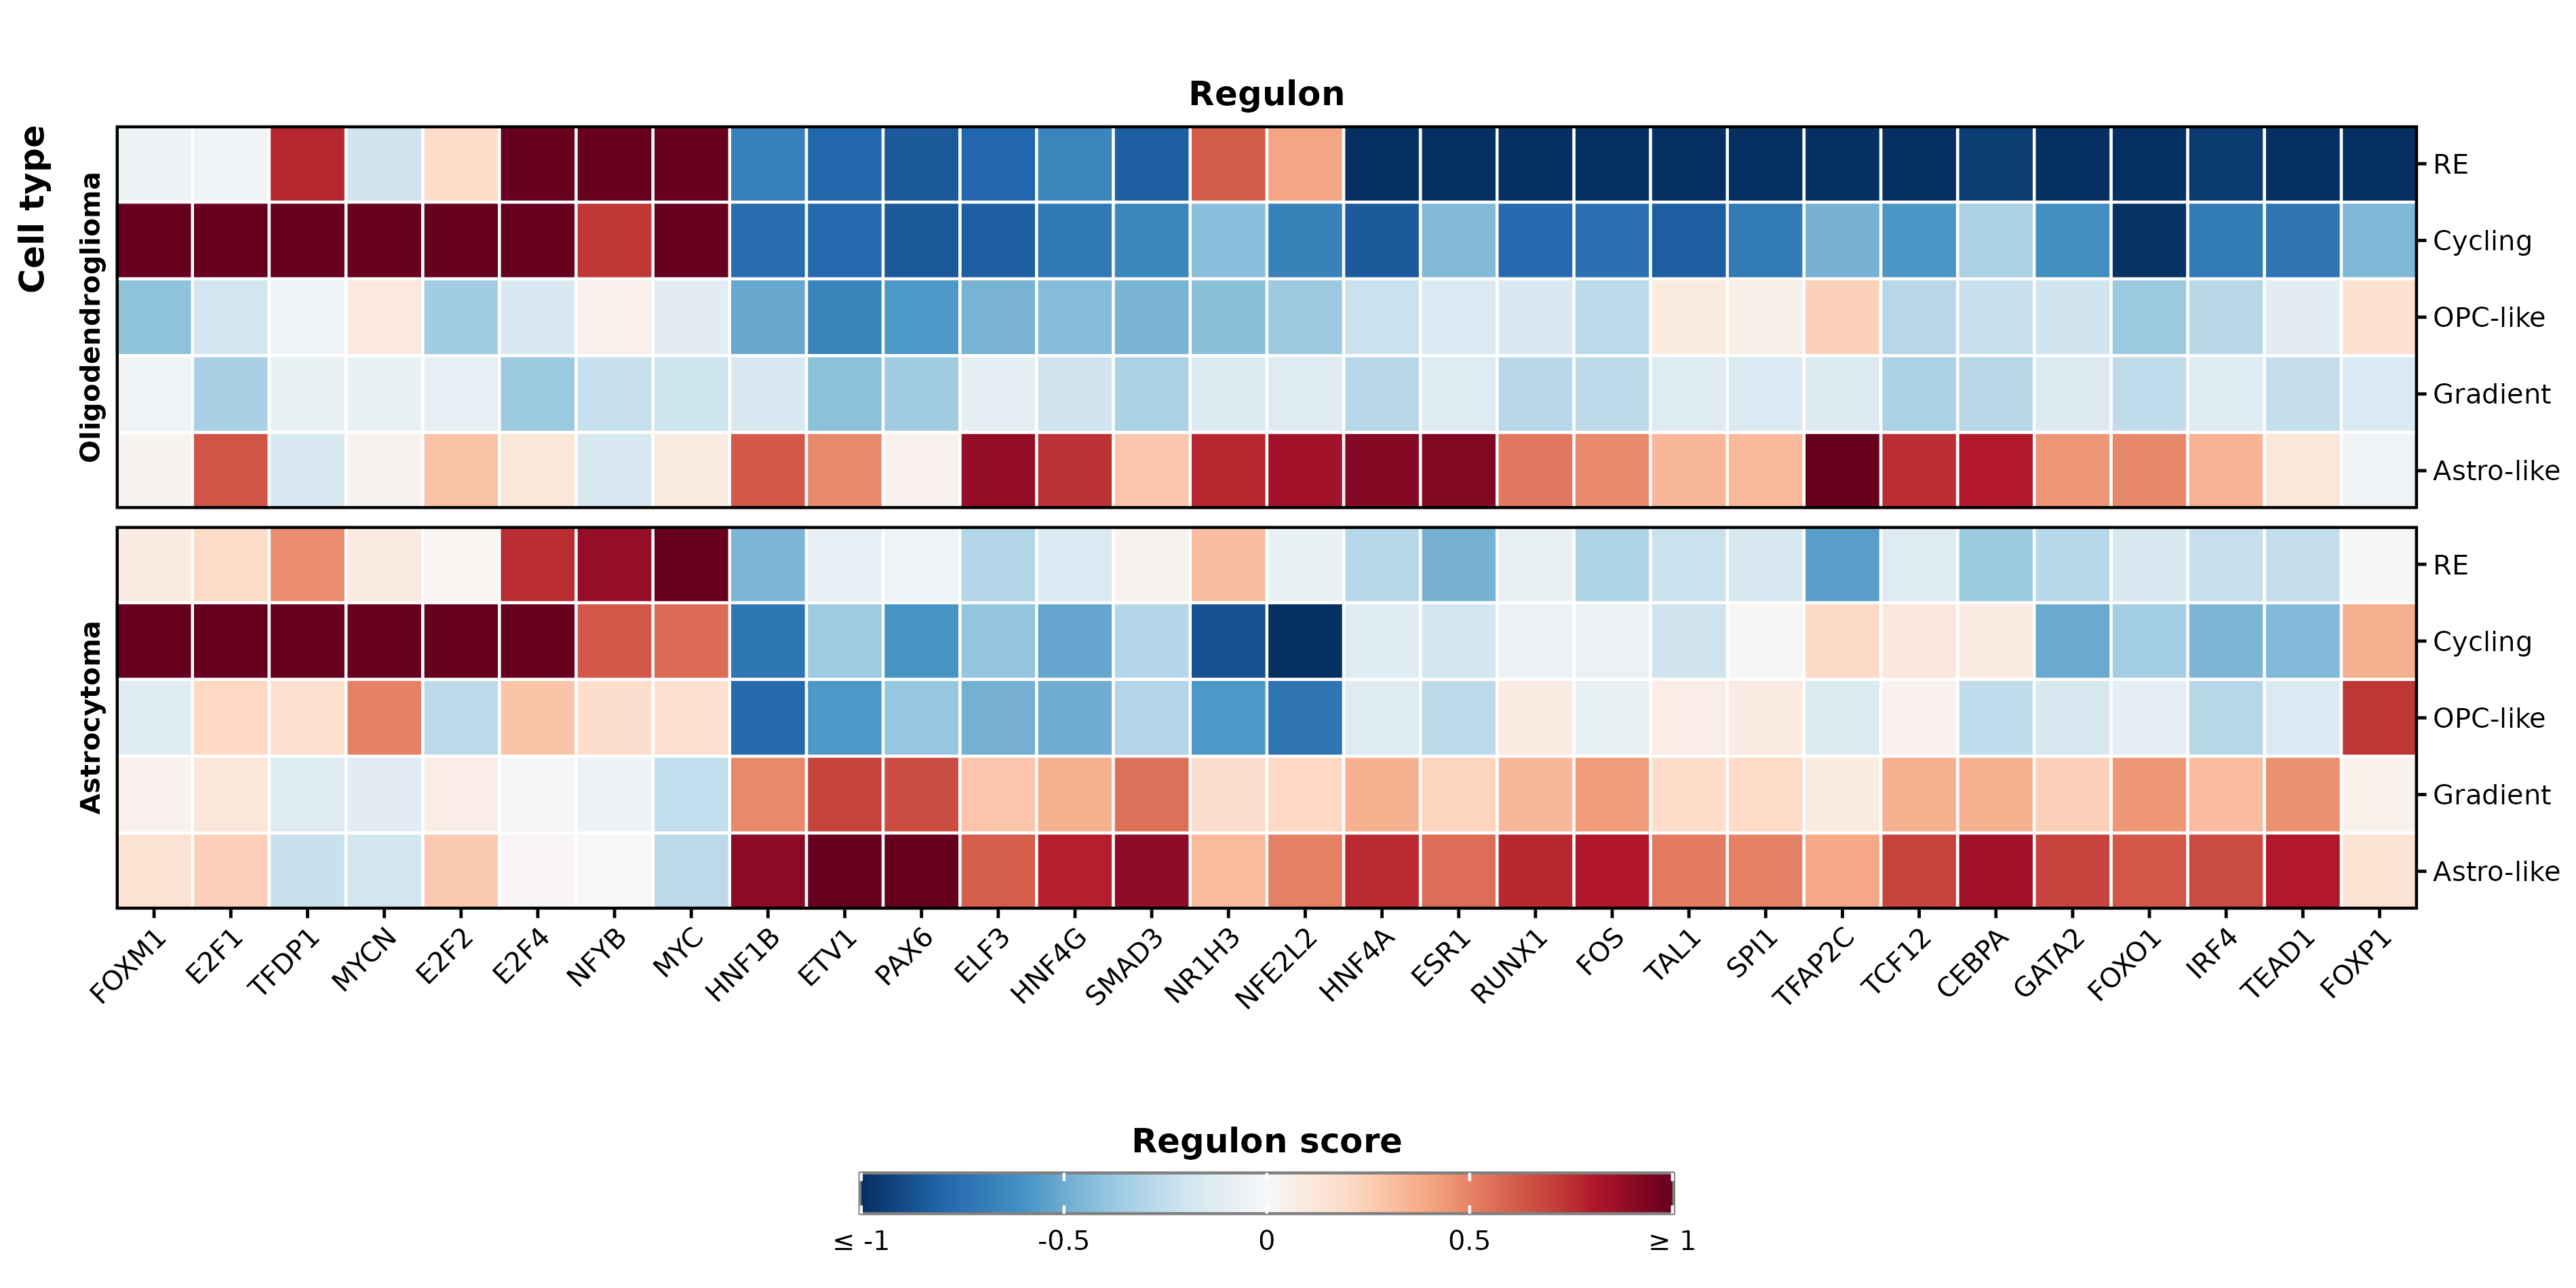 Regulon
Cell type
Oligodendroglioma
RE
Cycling
OPC-like
Gradient
Astro-like
Astrocytoma
RE
Cycling
OPC-like
Gradient
Astro-like
FOXM1
E2F1
TFDP1
MYCN
E2F2
E2F4
NFYB
MYC
HNF1B
ETV1
PAX6
ELF3
HNF4G
SMAD3
NR1H3
NFE2L2
HNF4A
ESR1
RUNX1
FOS
TAL1
SPI1
TFAP2C
TCF12
CEBPA
GATA2
FOXO1
IRF4
TEAD1
FOXP1
Regulon score
≤ -1 -0.5 0 0.5 ≥ 1